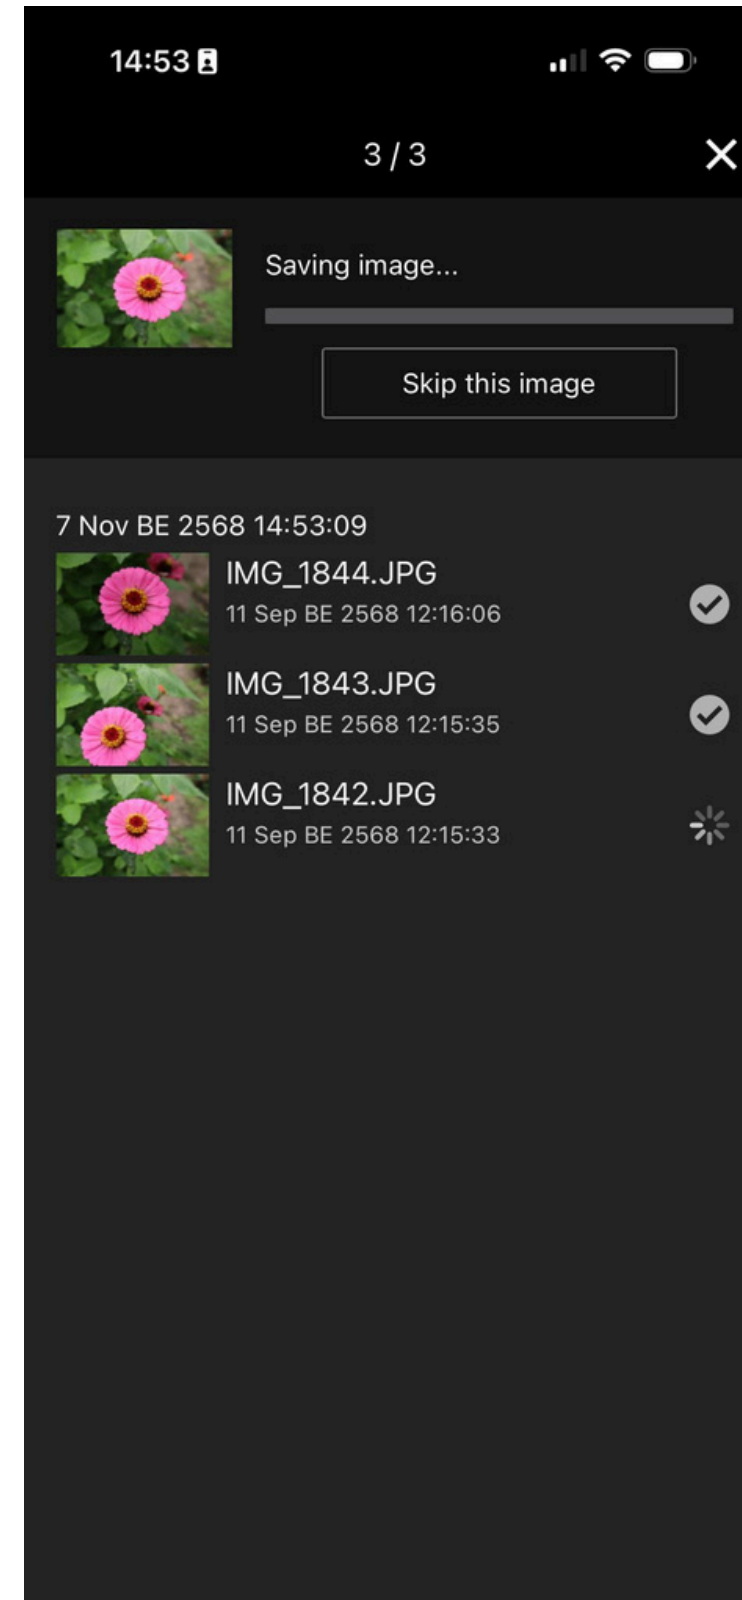 14:53
3 / 3
Saving image...
Skip this image
7 Nov BE 2568 14:53:09
IMG_1844.JPG
11 Sep BE 2568 12:16:06
IMG_1843.JPG
11 Sep BE 2568 12:15:35
IMG_1842.JPG
11 Sep BE 2568 12:15:33